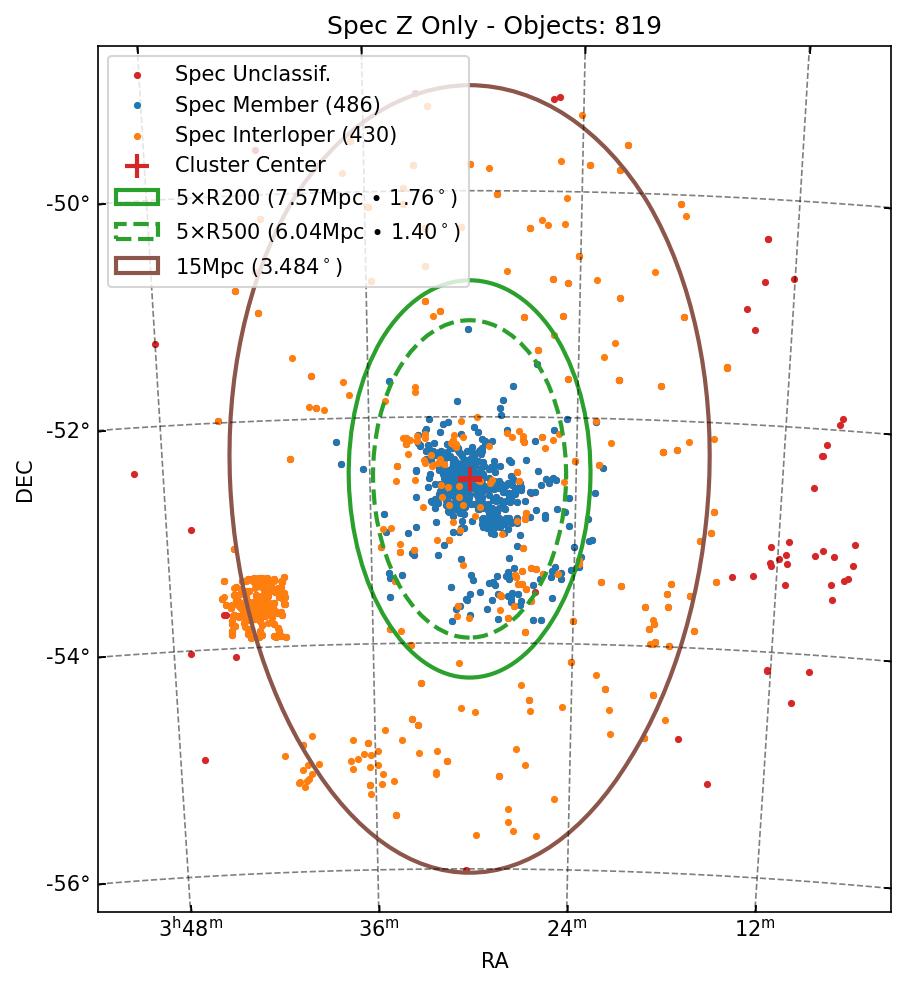 Spec Z Only - Objects: 819
Spec Unclassif.
Spec Member (486)
Spec Interloper (430)
Cluster Center
5×R200 (7.57Mpc • 1.76°)
5×R500 (6.04Mpc • 1.40°)
15Mpc (3.484°)
-50°
-52°
-54°
-56°
DEC
3ʰ48ᵐ 36ᵐ 24ᵐ 12ᵐ
RA